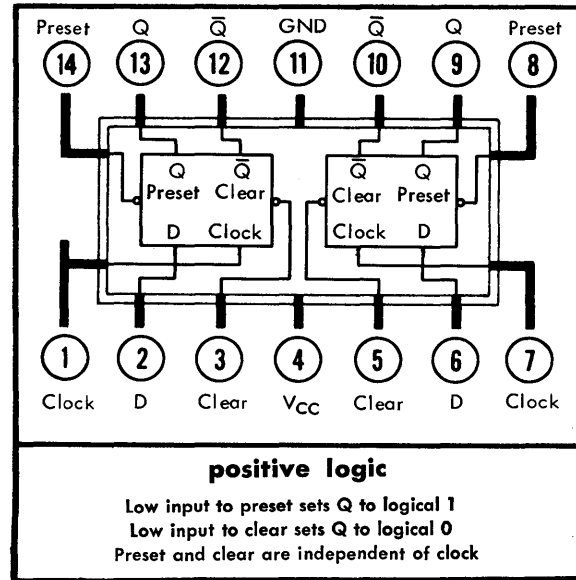 Preset Q Q̅ GND Q̅ Q Preset
14 13 12 11 10 9 8
Q Q̅ Q̅ Q
Preset Clear Clear Preset
D Clock Clock D
1 2 3 4 5 6 7
Clock D Clear VCC Clear D Clock
positive logic
Low input to preset sets Q to logical 1
Low input to clear sets Q to logical 0
Preset and clear are independent of clock